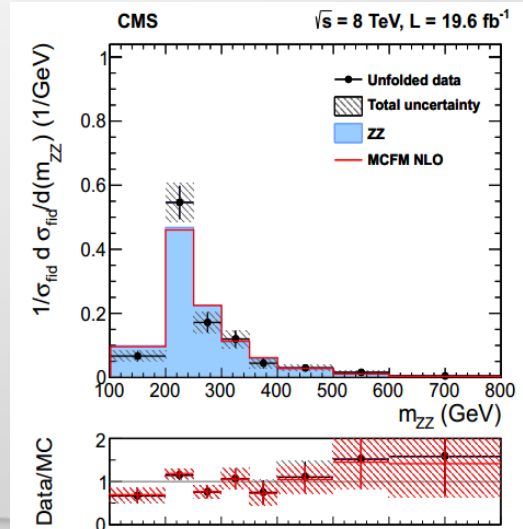 CMS √s = 8 TeV, L = 19.6 fb⁻¹
1/σ_fid d σ_fid/d(m_ZZ) (1/GeV)
1
0.8
0.6
0.4
0.2
0
Unfolded data
Total uncertainty
ZZ
MCFM NLO
100 200 300 400 500 600 700 800
m_ZZ (GeV)
Data/MC
2
1
0